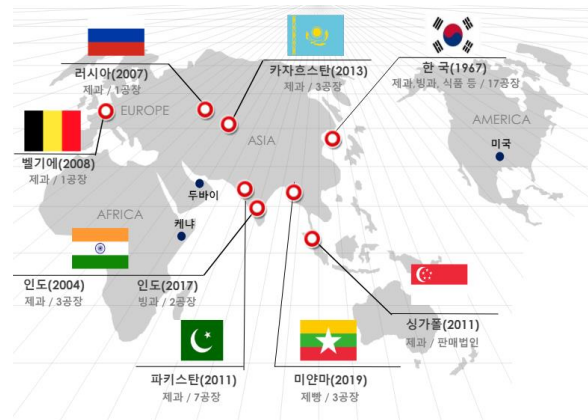 러시아(2007)
제과 / 1공장
카자흐스탄(2013)
제과 / 3공장
한 국(1967)
제과,빙과, 식품 등 / 17공장
EUROPE
ASIA
AMERICA
미국
벨기에(2008)
제과 / 1공장
두바이
AFRICA
케냐
인도(2004)
제과 / 3공장
인도(2017)
빙과 / 2공장
싱가폴(2011)
제과 / 판매법인
파키스탄(2011)
제과 / 7공장
미얀마(2019)
제빵 / 3공장